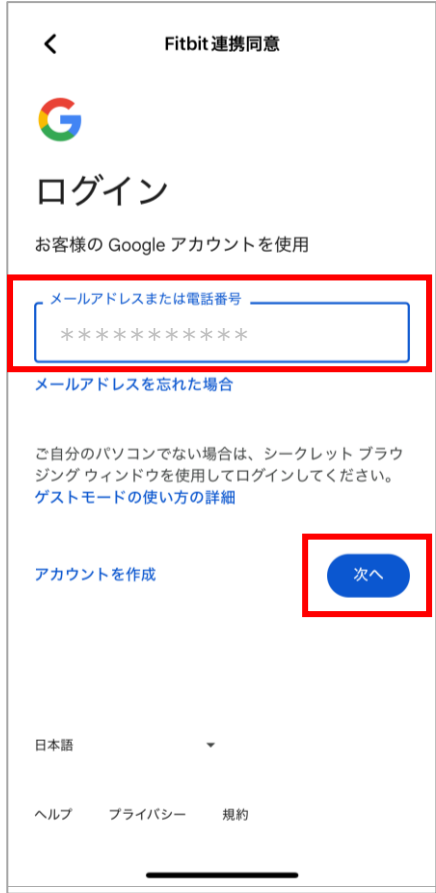 Fitbit連携同意
ログイン
お客様の Google アカウントを使用
メールアドレスまたは電話番号
＊＊＊＊＊＊＊＊＊＊＊
メールアドレスを忘れた場合
ご自分のパソコンでない場合は、シークレット ブラウ
ジング ウィンドウを使用してログインしてください。
ゲストモードの使い方の詳細
アカウントを作成
次へ
日本語
ヘルプ プライバシー 規約